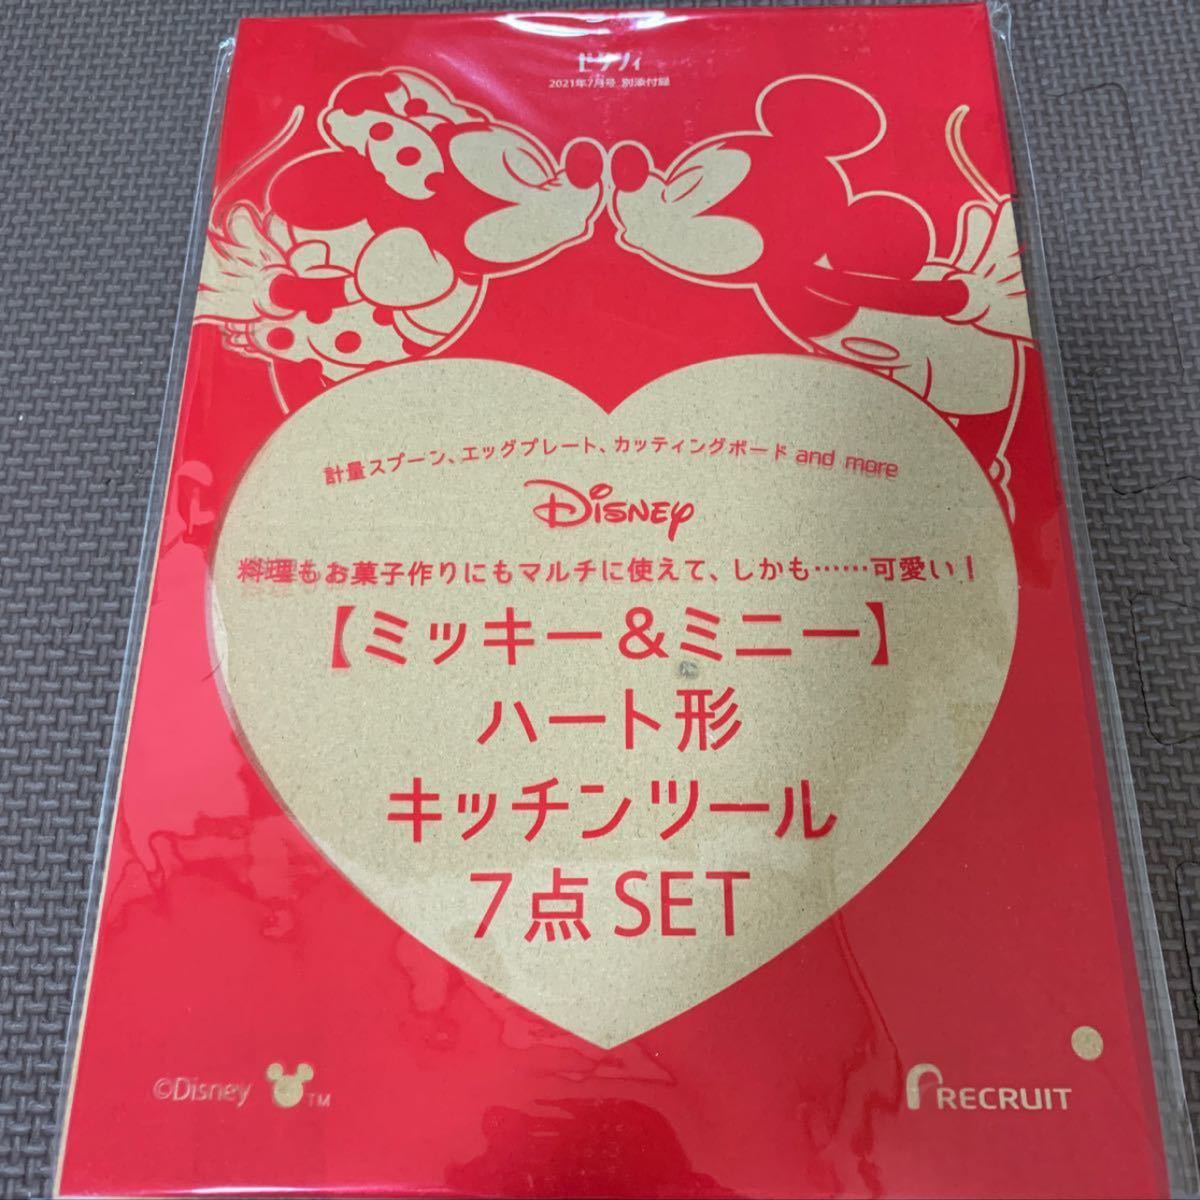 ゼクシィ
2021年7月号 別添付録
計量スプーン、エッグプレート、カッティングボード and more
Disney
料理もお菓子作りにもマルチに使えて、しかも……可愛い！
【ミッキー＆ミニー】
ハート形
キッチンツール
7点 SET
©Disney TM
RECRUIT